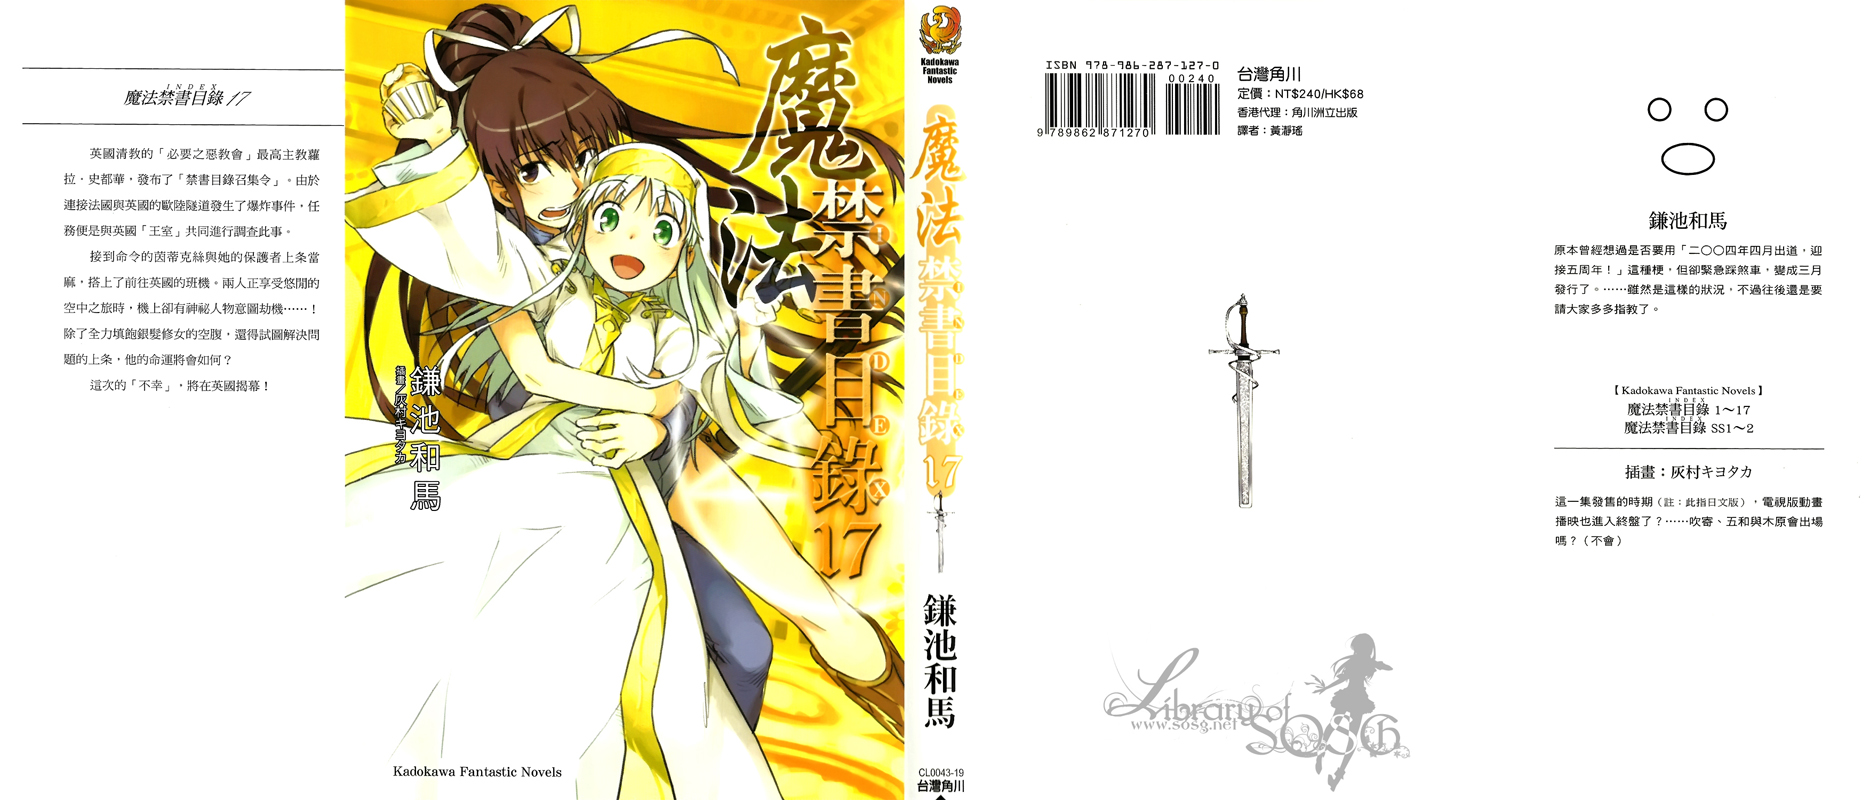 INDEX
魔法禁書目錄 17
英國清教的「必要之惡教會」最高主教蘿
拉．史都華，發布了「禁書目錄召集令」。由於
連接法國與英國的歐陸隧道發生了爆炸事件，任
務便是與英國「王室」共同進行調查此事。
接到命令的茵蒂克絲與她的保護者上条當
麻，搭上了前往英國的班機。兩人正享受悠閒的
空中之旅時，機上卻有神祕人物意圖劫機……！
除了全力填飽銀髮修女的空腹，還得試圖解決問
題的上条，他的命運將會如何？
這次的「不幸」，將在英國揭幕！
魔法
禁書目錄17
INDEX
鎌池和馬
插畫／灰村キヨタカ
Kadokawa Fantastic Novels
Kadokawa
Fantastic
Novels
魔法禁書目錄17
INDEX
鎌池和馬
CL0043-19
台灣角川
ISBN 978-986-287-127-0
00240
9 789862 871270
台灣角川
定價：NT$240/HK$68
香港代理：角川洲立出版
譯者：黃瀞瑤
Library of
SOSG
www.sosg.net
鎌池和馬
原本曾經想過是否要用「二〇〇四年四月出道，迎
接五周年！」這種梗，但卻緊急踩煞車，變成三月
發行了。……雖然是這樣的狀況，不過往後還是要
請大家多多指教了。
【Kadokawa Fantastic Novels】
INDEX
魔法禁書目錄 1～17
INDEX
魔法禁書目錄 SS1～2
插畫：灰村キヨタカ
這一集發售的時期（註：此指日文版），電視版動畫
播映也進入終盤了？……吹寄、五和與木原會出場
嗎？（不會）